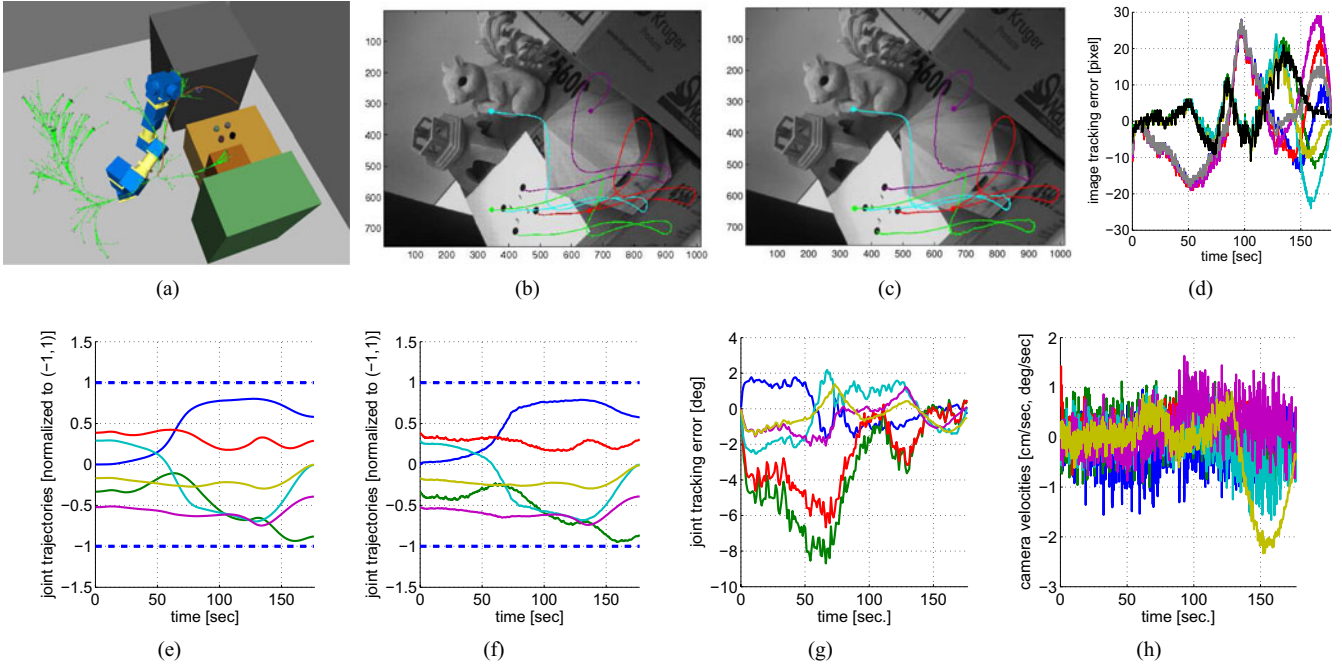 100
200
300
400
500
600
700
100 200 300 400 500 600 700 800 900 1000
Kruger
Products
5600
100
200
300
400
500
600
700
100 200 300 400 500 600 700 800 900 1000
Kruger
Products
5600
image tracking error [pixel]
30
20
10
0
−10
−20
−30
0 50 100 150
time [sec]
(a)
(b)
(c)
(d)
joint trajectories [normalized to (−1,1)]
1.5
1
0.5
0
−0.5
−1
−1.5
0 50 100 150
time [sec]
joint trajectories [normalized to (−1,1)]
1.5
1
0.5
0
−0.5
−1
−1.5
0 50 100 150
time [sec]
joint tracking error [deg]
4
2
0
−2
−4
−6
−8
−10
0 50 100 150
time [sec.]
camera velocities [cm/sec, deg/sec]
2
1
0
−1
−2
−3
0 50 100 150
time [sec.]
(e)
(f)
(g)
(h)